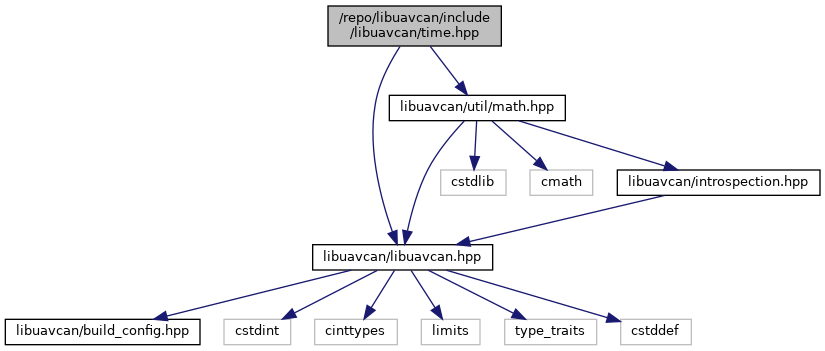 /repo/libuavcan/include
/libuavcan/time.hpp
libuavcan/util/math.hpp
cstdlib
cmath
libuavcan/introspection.hpp
libuavcan/libuavcan.hpp
libuavcan/build_config.hpp
cstdint
cinttypes
limits
type_traits
cstddef